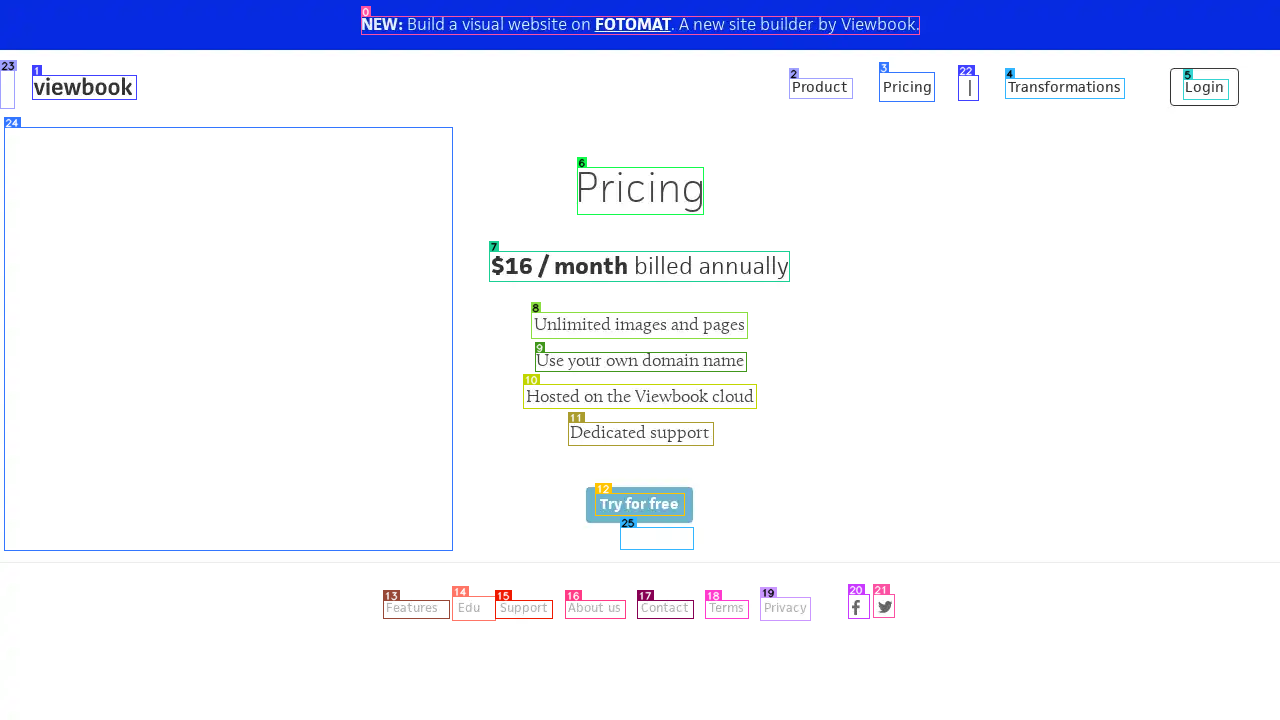 NEW: Build a visual website on FOTOMAT. A new site builder by Viewbook.
viewbook Product Pricing | Transformations Login
Pricing
$16 / month billed annually
Unlimited images and pages
Use your own domain name
Hosted on the Viewbook cloud
Dedicated support
Try for free
Features Edu Support About us Contact Terms Privacy
0
1
2
3
4
5
6
7
8
9
10
11
12
13
14
15
16
17
18
19
20
21
22
23
24
25